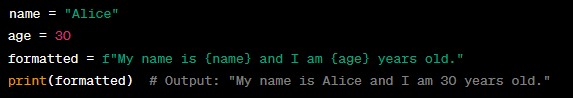 name = "Alice"
age = 30
formatted = f"My name is {name} and I am {age} years old."
print(formatted)  # Output: "My name is Alice and I am 30 years old."